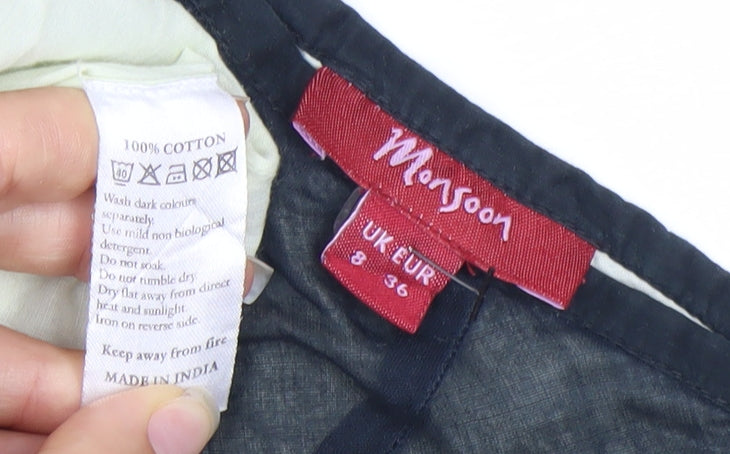 100% COTTON
40
Wash dark colours
separately.
Use mild non biological
detergent.
Do not soak.
Do not tumble dry
Dry flat away from direct
heat and sunlight.
Iron on reverse side.
Keep away from fire
MADE IN INDIA
Monsoon
UK EUR
8 36